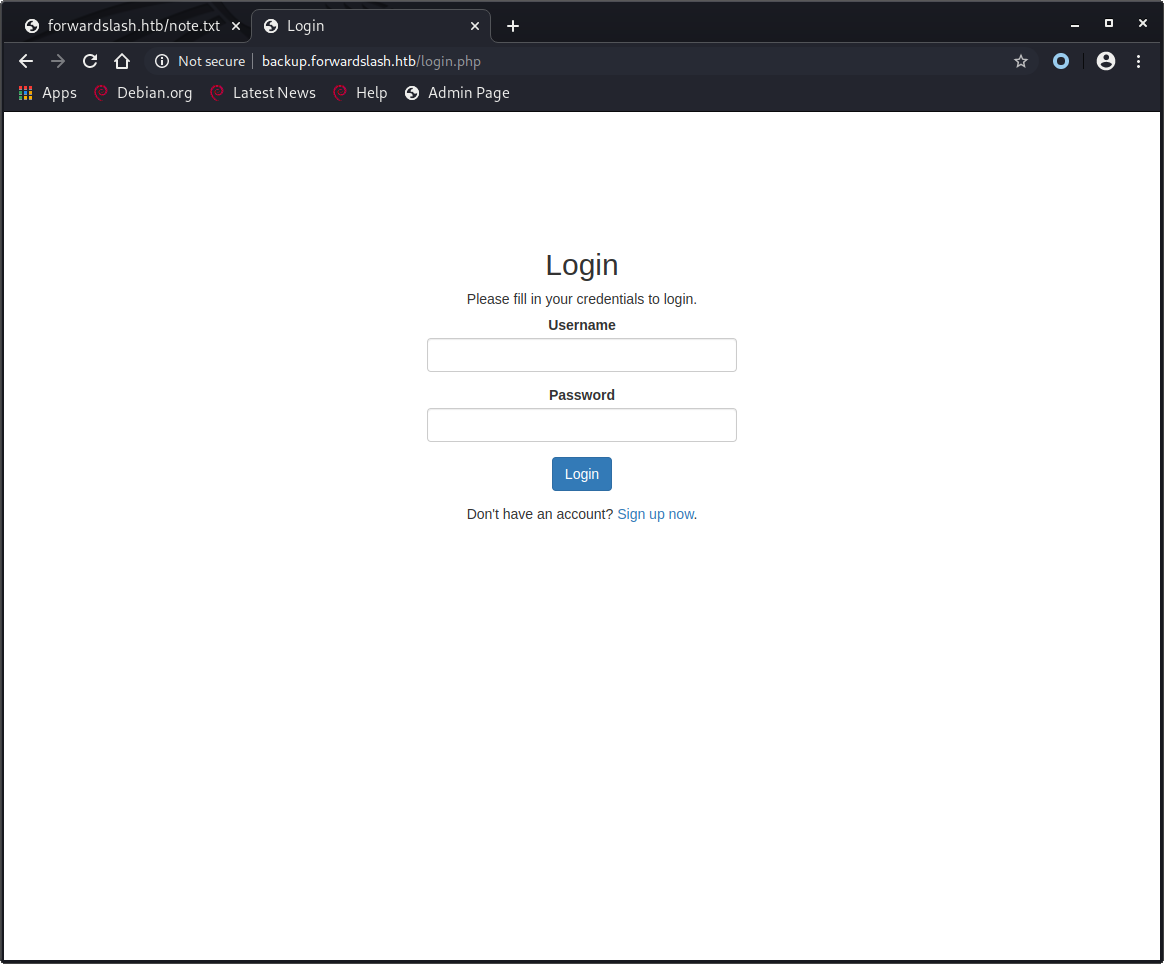 forwardslash.htb/note.txt Login
Not secure backup.forwardslash.htb/login.php
Apps Debian.org Latest News Help Admin Page
Login
Please fill in your credentials to login.
Username
Password
Login
Don't have an account? Sign up now.